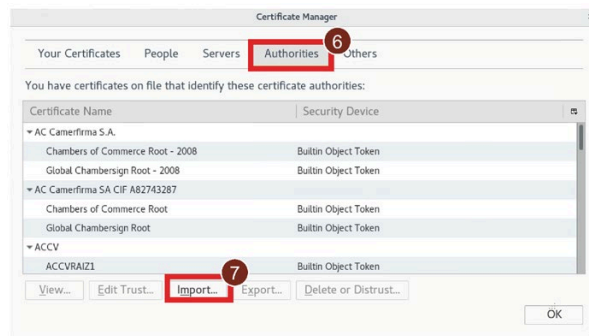 Certificate Manager
6
Your Certificates People Servers Authorities Others
You have certificates on file that identify these certificate authorities:
Certificate Name Security Device
AC Camerfirma S.A.
Chambers of Commerce Root - 2008 Builtin Object Token
Global Chambersign Root - 2008 Builtin Object Token
AC Camerfirma SA CIF A82743287
Chambers of Commerce Root Builtin Object Token
Global Chambersign Root Builtin Object Token
ACCV
ACCVRAIZ1 Builtin Object Token
7
View... Edit Trust... Import... Export... Delete or Distrust...
OK